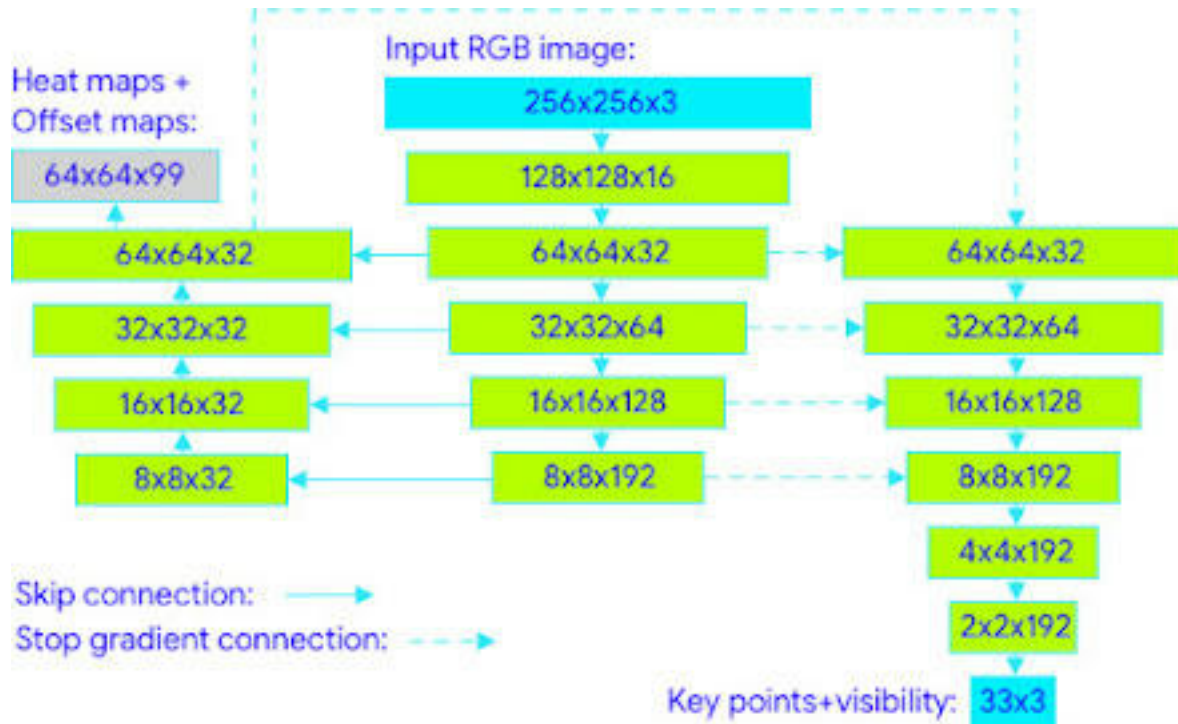 Input RGB image:
Heat maps +
Offset maps:
256x256x3
64x64x99
128x128x16
64x64x32
64x64x32
64x64x32
32x32x32
32x32x64
32x32x64
16x16x32
16x16x128
16x16x128
8x8x32
8x8x192
8x8x192
4x4x192
Skip connection:
Stop gradient connection:
2x2x192
Key points+visibility:
33x3